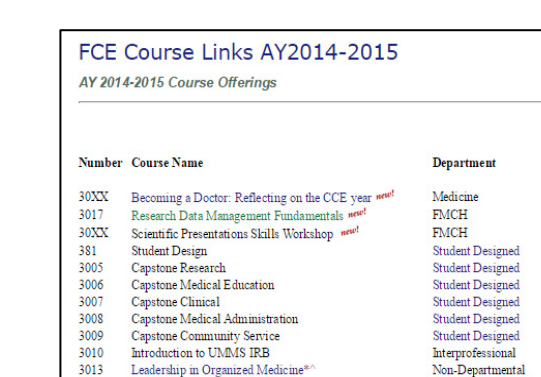 FCE Course Links AY2014-2015
AY 2014-2015 Course Offerings
Number Course Name Department
30XX Becoming a Doctor: Reflecting on the CCE year new! Medicine
3017 Research Data Management Fundamentals new! FMCH
30XX Scientific Presentations Skills Workshop new! FMCH
381 Student Design Student Designed
3005 Capstone Research Student Designed
3006 Capstone Medical Education Student Designed
3007 Capstone Clinical Student Designed
3008 Capstone Medical Administration Student Designed
3009 Capstone Community Service Student Designed
3010 Introduction to UMMS IRB Interprofessional
3013 Leadership in Organized Medicine*^ Non-Departmental